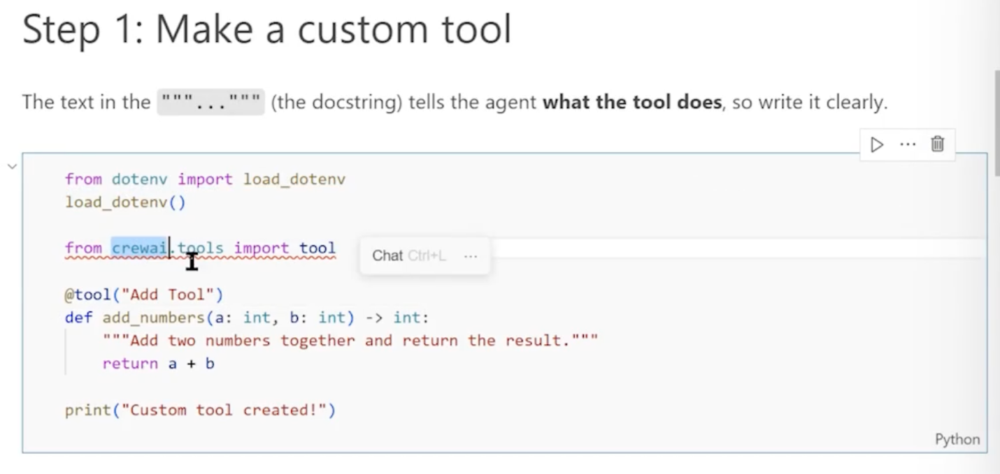 Step 1: Make a custom tool
The text in the """...""" (the docstring) tells the agent what the tool does, so write it clearly.
from dotenv import load_dotenv
load_dotenv()
from crewai.tools import tool
Chat Ctrl+L ...
@tool("Add Tool")
def add_numbers(a: int, b: int) -> int:
"""Add two numbers together and return the result."""
return a + b
print("Custom tool created!")
Python